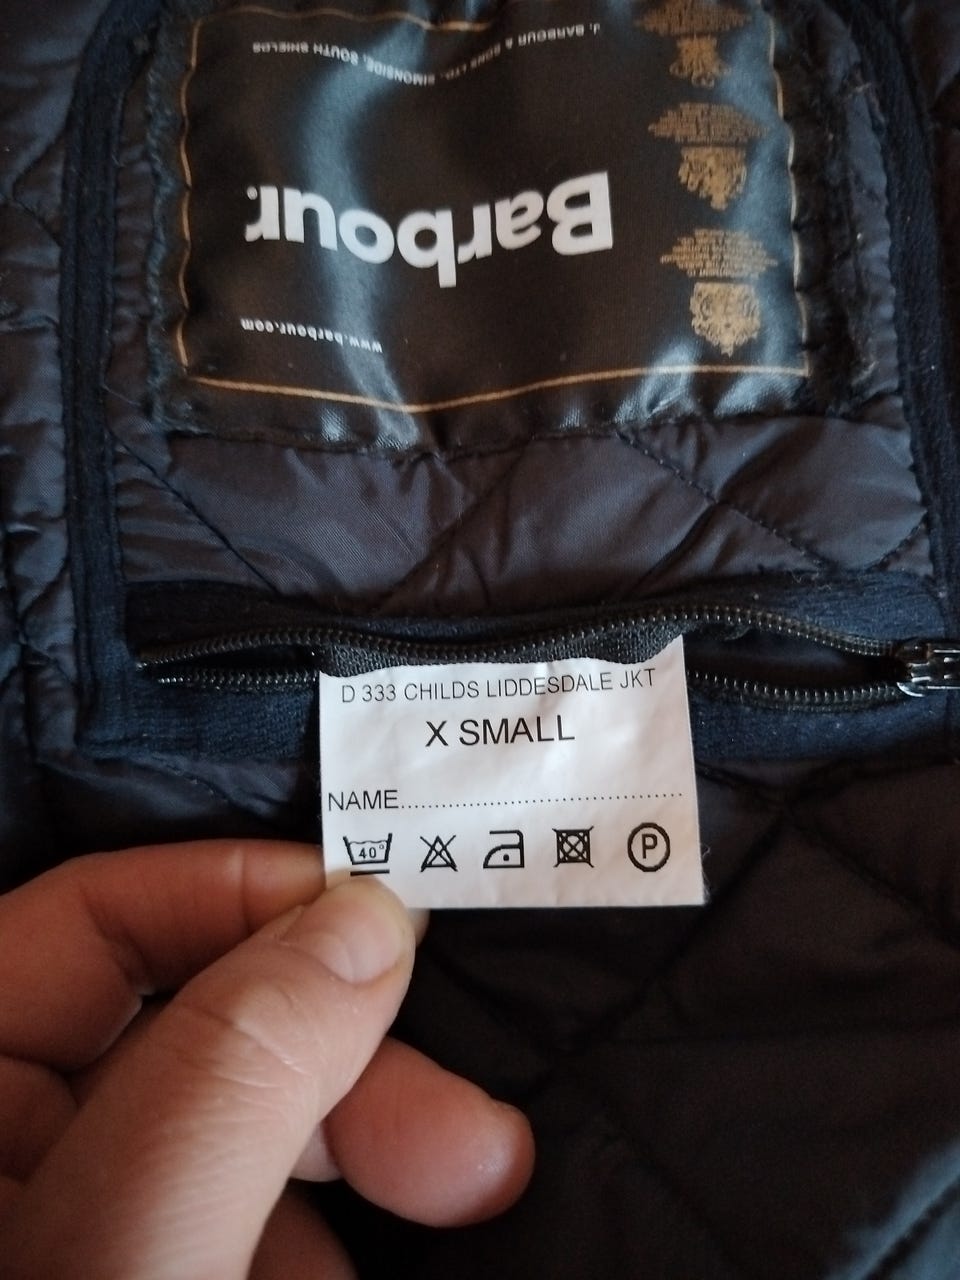 J. BARBOUR & SONS LTD. SIMONSIDE, SOUTH SHIELDS
Barbour.
www.barbour.com
D 333 CHILDS LIDDESDALE JKT
X SMALL
NAME......................................
40°
P